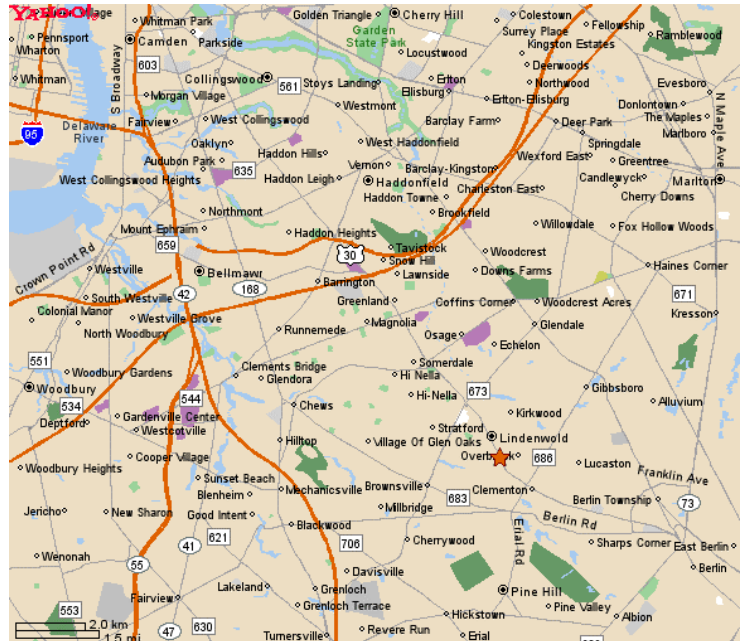 YAHOO!
Village
Pennsport
Wharton
Whitman
Whitman Park
Camden
Parkside
Golden Triangle
Cherry Hill
Colestown
Fellowship
Garden
State Park
Surrey Place
Kingston Estates
Ramblewood
S Broadway
603
Locustwood
Deerwoods
Collingswood
561
Stoys Landing
Erlton
Northwood
Ellisburg
Evesboro
Morgan Village
Westmont
Erlton-Ellisburg
Donlontown
N Maple Ave
The Maples
95
Delaware
River
Fairview
West Collingswood
Barclay Farm
Deer Park
Marlboro
Oaklyn
West Haddonfield
Springdale
Audubon Park
635
Haddon Hills
Vernon
Barclay-Kingston
Wexford East
Greentree
West Collingswood Heights
Haddon Leigh
Haddonfield
Charleston East
Candlewyck
Marlton
Haddon Towne
Cherry Downs
Northmont
Brookfield
Mount Ephraim
Haddon Heights
Willowdale
Fox Hollow Woods
659
30
Tavistock
Crown Point Rd
Snow Hill
Woodcrest
Westville
Bellmawr
Lawnside
Downs Farms
Haines Corner
42
168
Barrington
South Westville
Greenland
Coffins Corner
Woodcrest Acres
671
Colonial Manor
Westville Grove
Magnolia
Kresson
North Woodbury
Runnemede
Osage
Glendale
Echelon
551
Woodbury Gardens
Clements Bridge
Somerdale
Glendora
Hi Nella
Woodbury
544
673
Gibbsboro
534
Hi-Nella
Alluvium
Gardenville Center
Chews
Kirkwood
Deptford
Westcotville
Stratford
Hilltop
Village Of Glen Oaks
Lindenwold
Cooper Village
Overbrook
686
Woodbury Heights
Lucaston
Franklin Ave
Sunset Beach
Brownsville
Clementon
Blenheim
Mechanicsville
683
Berlin Township
73
Jericho
New Sharon
Good Intent
Millbridge
Berlin Rd
Blackwood
Erial Rd
621
41
706
Cherrywood
Sharps Corner
East Berlin
Wenonah
55
Davisville
Berlin
Lakeland
Grenloch
Pine Hill
Fairview
Grenloch Terrace
Pine Valley
553
Hickstown
Albion
2.0 km
1.5 mi
47
630
Turnersville
Revere Run
Erial